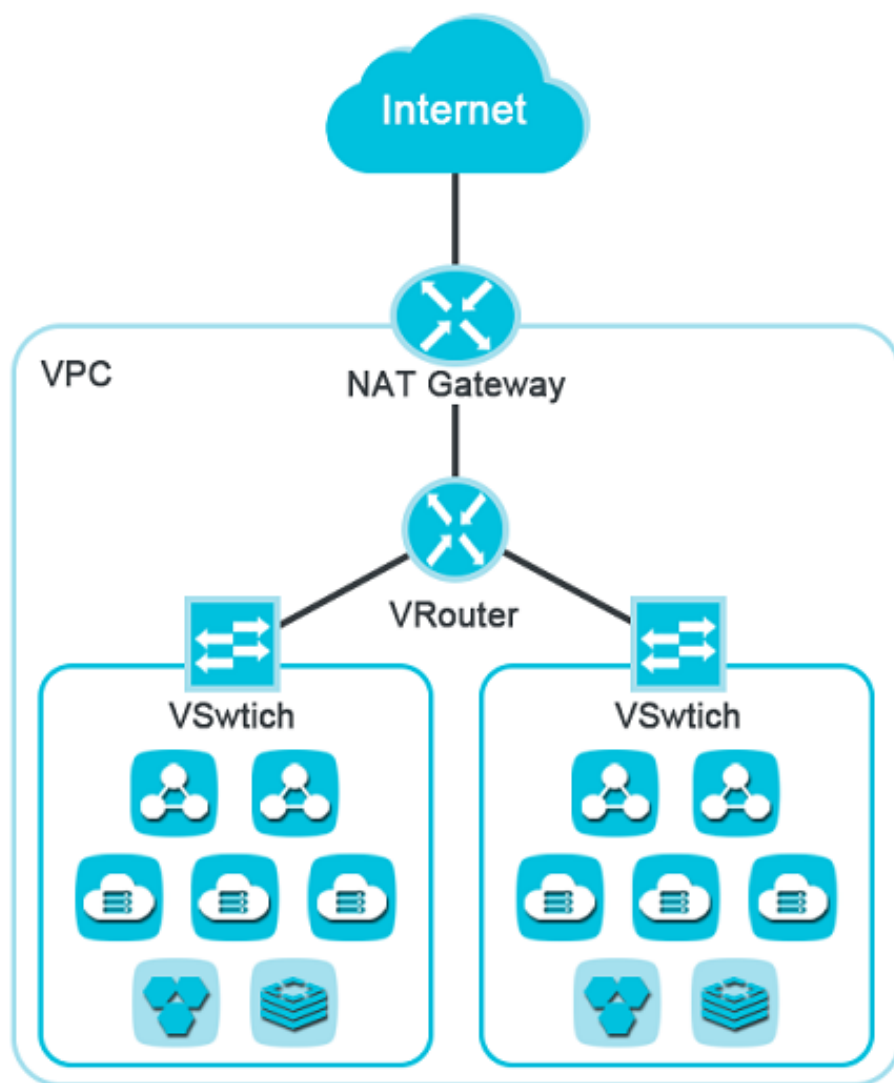 Internet
VPC
NAT Gateway
VRouter
VSwtich
VSwtich